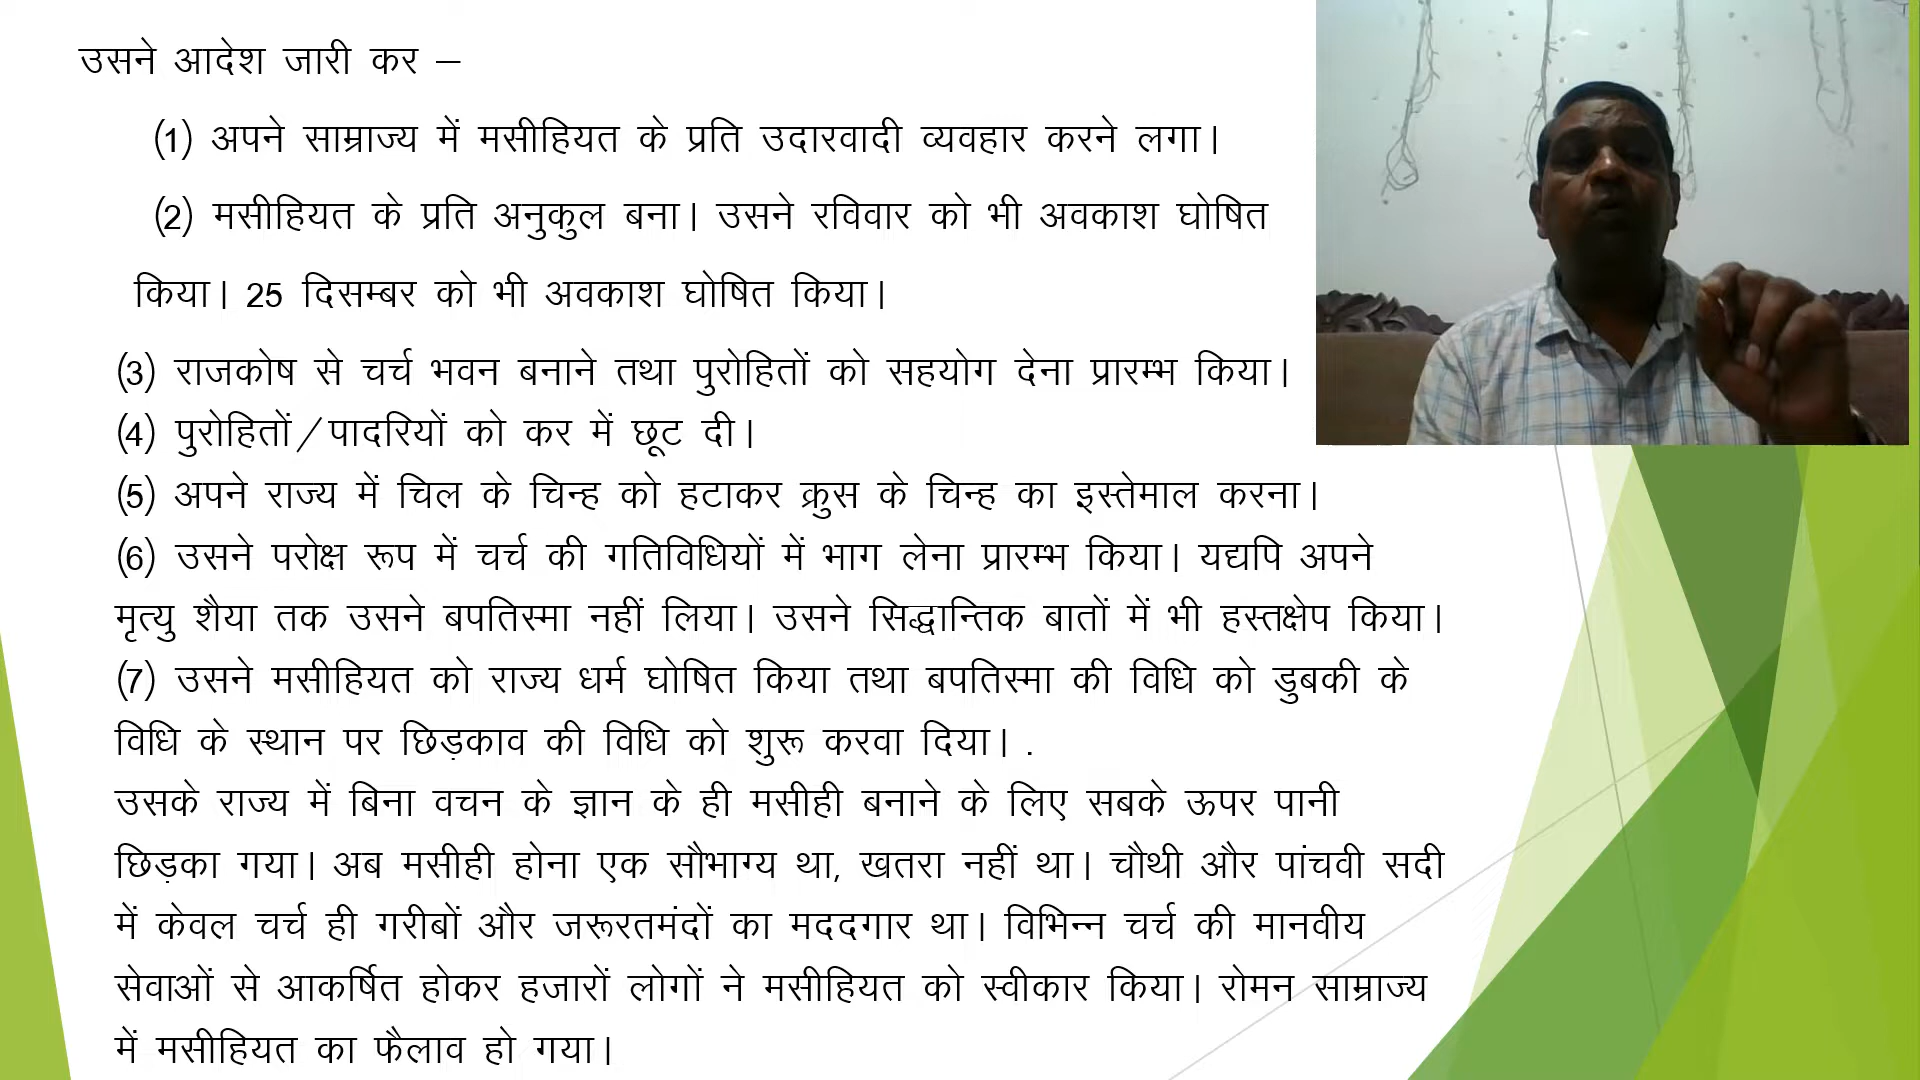 उसने आदेश जारी कर –
(1) अपने साम्राज्य में मसीहियत के प्रति उदारवादी व्यवहार करने लगा।
(2) मसीहियत के प्रति अनुकुल बना। उसने रविवार को भी अवकाश घोषित
किया। 25 दिसम्बर को भी अवकाश घोषित किया।
(3) राजकोष से चर्च भवन बनाने तथा पुरोहितों को सहयोग देना प्रारम्भ किया।
(4) पुरोहितों/पादरियों को कर में छूट दी।
(5) अपने राज्य में चिल के चिन्ह को हटाकर क्रुस के चिन्ह का इस्तेमाल करना।
(6) उसने परोक्ष रूप में चर्च की गतिविधियों में भाग लेना प्रारम्भ किया। यद्यपि अपने
मृत्यु शैया तक उसने बपतिस्मा नहीं लिया। उसने सिद्धान्तिक बातों में भी हस्तक्षेप किया।
(7) उसने मसीहियत को राज्य धर्म घोषित किया तथा बपतिस्मा की विधि को डुबकी के
विधि के स्थान पर छिड़काव की विधि को शुरू करवा दिया। .
उसके राज्य में बिना वचन के ज्ञान के ही मसीही बनाने के लिए सबके ऊपर पानी
छिड़का गया। अब मसीही होना एक सौभाग्य था, खतरा नहीं था। चौथी और पांचवी सदी
में केवल चर्च ही गरीबों और जरूरतमंदों का मददगार था। विभिन्न चर्च की मानवीय
सेवाओं से आकर्षित होकर हजारों लोगों ने मसीहियत को स्वीकार किया। रोमन साम्राज्य
में मसीहियत का फैलाव हो गया।